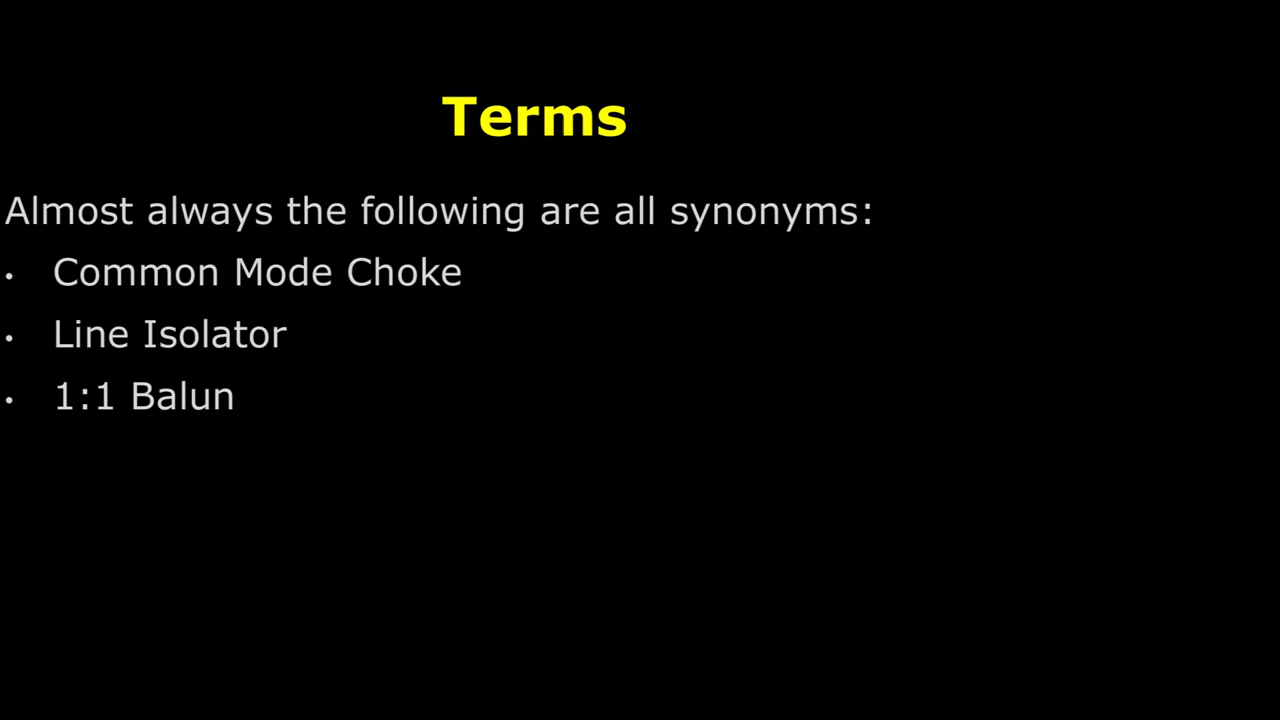 Terms
Almost always the following are all synonyms:
• Common Mode Choke
• Line Isolator
• 1:1 Balun